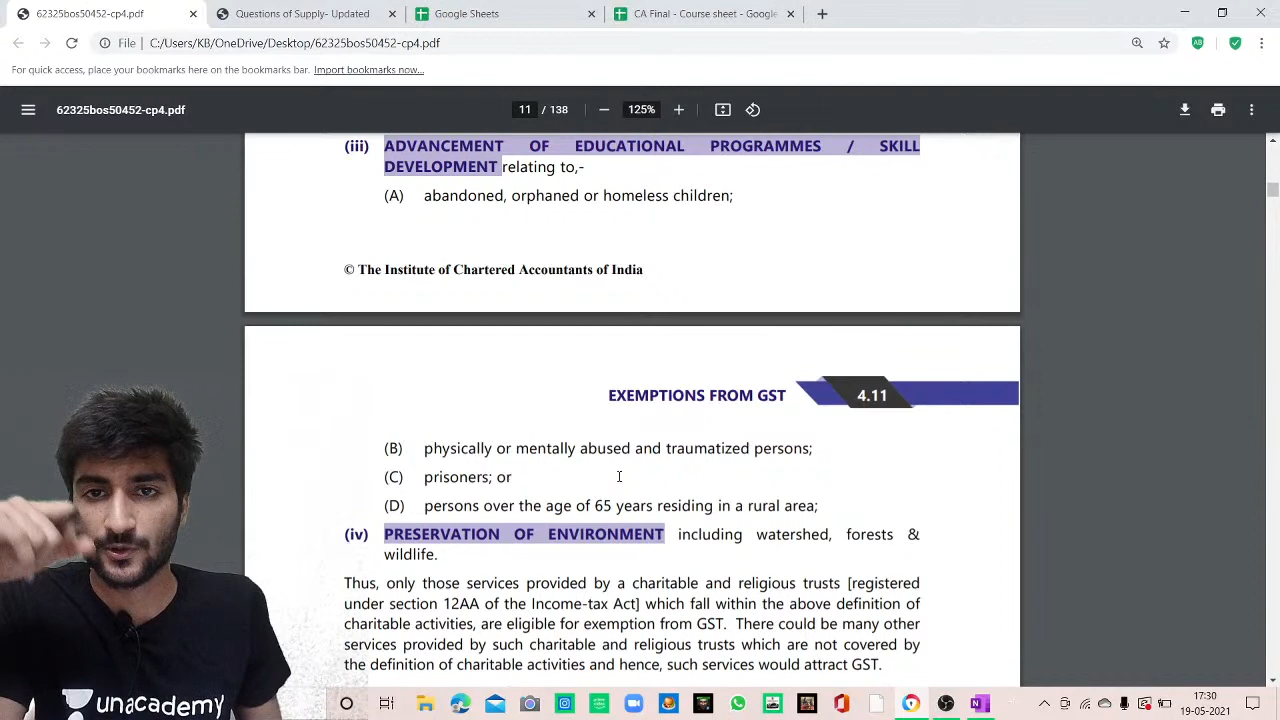 62325bos50452-cp4.pdf
Questions of Supply- Updated
Google Sheets
CA Final - Course sheet - Google
File | C:/Users/KB/OneDrive/Desktop/62325bos50452-cp4.pdf
For quick access, place your bookmarks here on the bookmarks bar. Import bookmarks now...
62325bos50452-cp4.pdf
11 / 138
125%
(iii) ADVANCEMENT OF EDUCATIONAL PROGRAMMES / SKILL
DEVELOPMENT relating to,-
(A) abandoned, orphaned or homeless children;
© The Institute of Chartered Accountants of India
EXEMPTIONS FROM GST 4.11
(B) physically or mentally abused and traumatized persons;
(C) prisoners; or
(D) persons over the age of 65 years residing in a rural area;
(iv) PRESERVATION OF ENVIRONMENT including watershed, forests &
wildlife.
Thus, only those services provided by a charitable and religious trusts [registered
under section 12AA of the Income-tax Act] which fall within the above definition of
charitable activities, are eligible for exemption from GST. There could be many other
services provided by such charitable and religious trusts which are not covered by
the definition of charitable activities and hence, such services would attract GST.
unacademy
17:30
19-05-2021